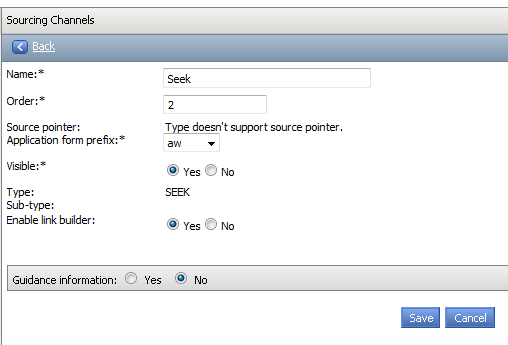 Sourcing Channels
Back
Name:* Seek
Order:* 2
Source pointer: Type doesn't support source pointer.
Application form prefix:* aw
Visible:* Yes No
Type: SEEK
Sub-type:
Enable link builder: Yes No
Guidance information: Yes No
Save Cancel